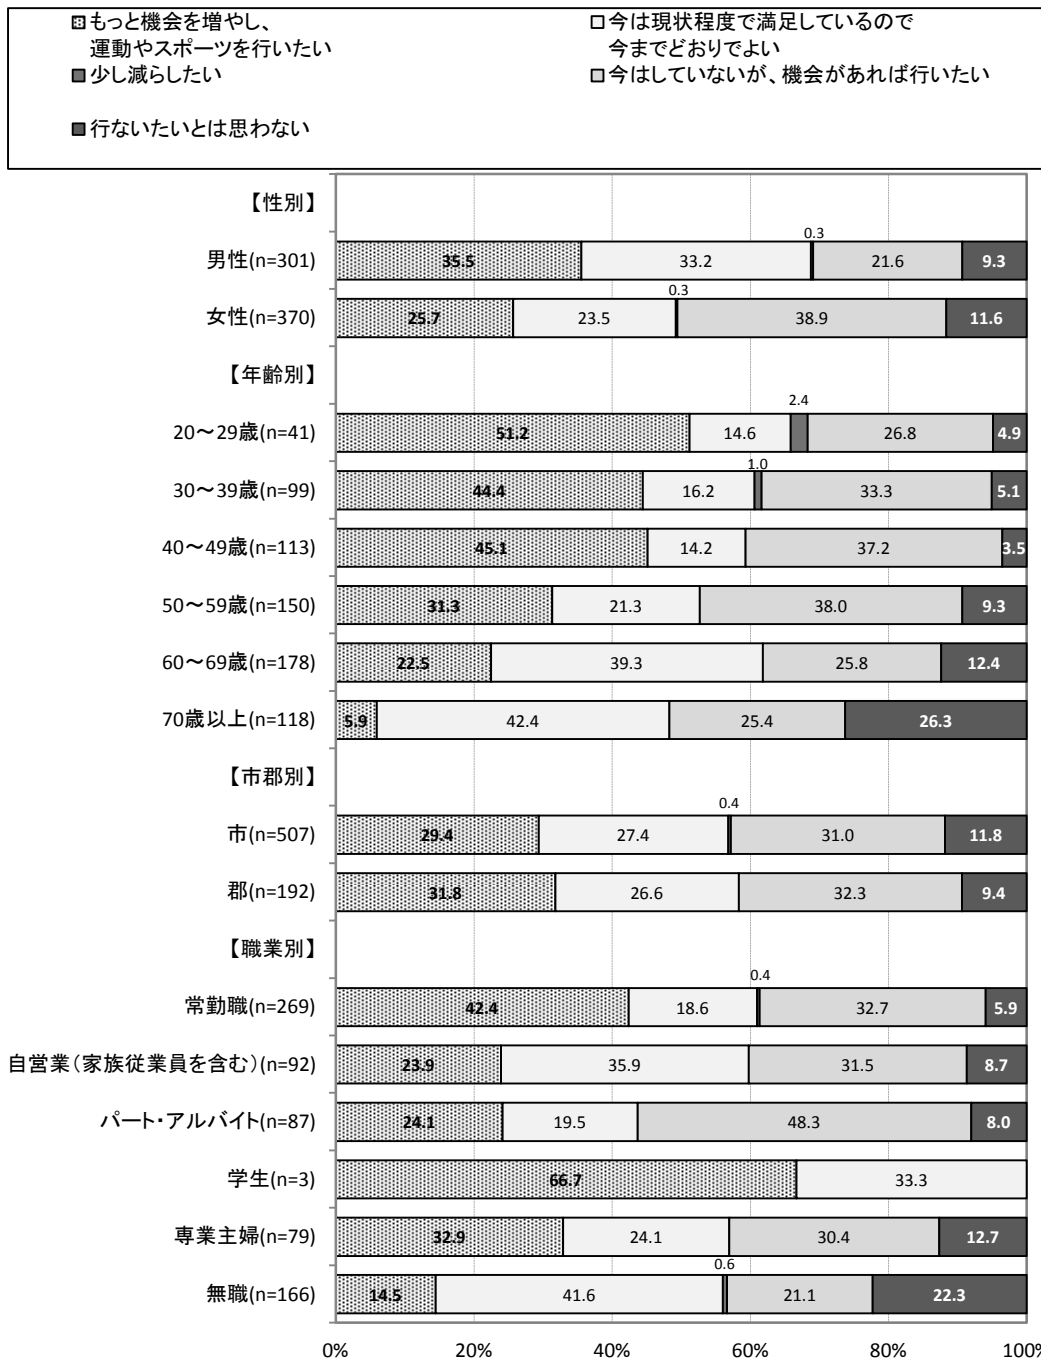 もっと機会を増やし、
運動やスポーツを行いたい
今は現状程度で満足しているので
今までどおりでよい
少し減らしたい
今はしていないが、機会があれば行いたい
行ないたいとは思わない
【性別】
0.3
男性(n=301) 35.5 33.2 21.6 9.3
0.3
女性(n=370) 25.7 23.5 38.9 11.6
【年齢別】
2.4
20～29歳(n=41) 51.2 14.6 26.8 4.9
1.0
30～39歳(n=99) 44.4 16.2 33.3 5.1
40～49歳(n=113) 45.1 14.2 37.2 3.5
50～59歳(n=150) 31.3 21.3 38.0 9.3
60～69歳(n=178) 22.5 39.3 25.8 12.4
70歳以上(n=118) 5.9 42.4 25.4 26.3
【市郡別】
0.4
市(n=507) 29.4 27.4 31.0 11.8
郡(n=192) 31.8 26.6 32.3 9.4
【職業別】
0.4
常勤職(n=269) 42.4 18.6 32.7 5.9
自営業(家族従業員を含む)(n=92) 23.9 35.9 31.5 8.7
パート・アルバイト(n=87) 24.1 19.5 48.3 8.0
学生(n=3) 66.7 33.3
専業主婦(n=79) 32.9 24.1 30.4 12.7
0.6
無職(n=166) 14.5 41.6 21.1 22.3
0% 20% 40% 60% 80% 100%